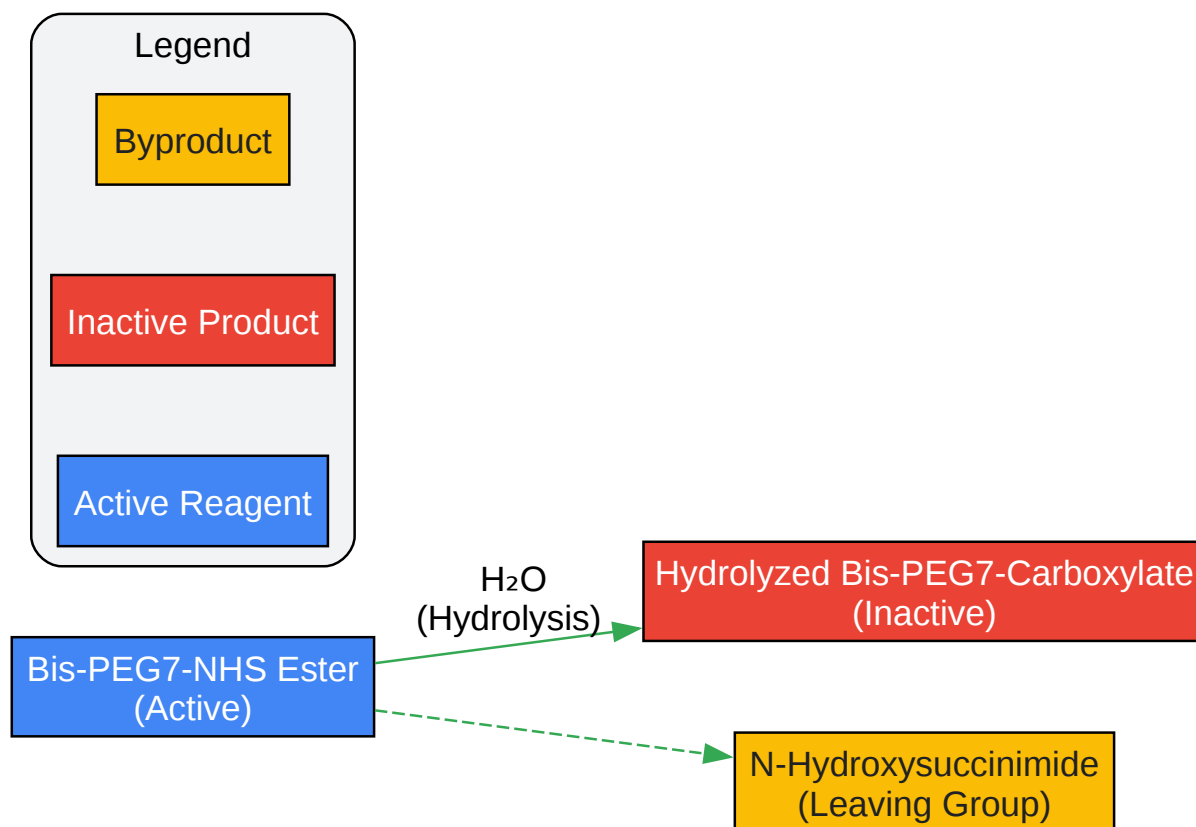 Legend
Byproduct
Inactive Product
Active Reagent
H₂O
(Hydrolysis)
Hydrolyzed Bis-PEG7-Carboxylate
(Inactive)
Bis-PEG7-NHS Ester
(Active)
N-Hydroxysuccinimide
(Leaving Group)